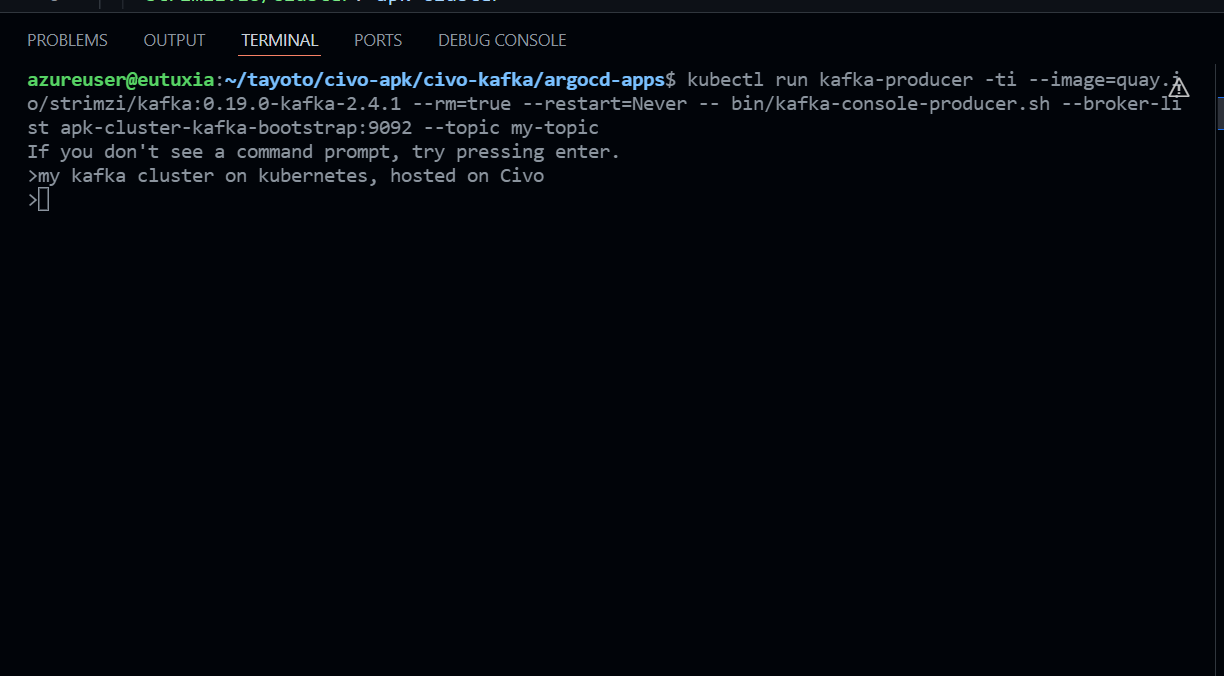 PROBLEMS OUTPUT TERMINAL PORTS DEBUG CONSOLE
azureuser@eutuxia:~/tayoto/civo-apk/civo-kafka/argocd-apps$ kubectl run kafka-producer -ti --image=quay.i
o/strimzi/kafka:0.19.0-kafka-2.4.1 --rm=true --restart=Never -- bin/kafka-console-producer.sh --broker-li
st apk-cluster-kafka-bootstrap:9092 --topic my-topic
If you don't see a command prompt, try pressing enter.
>my kafka cluster on kubernetes, hosted on Civo
>